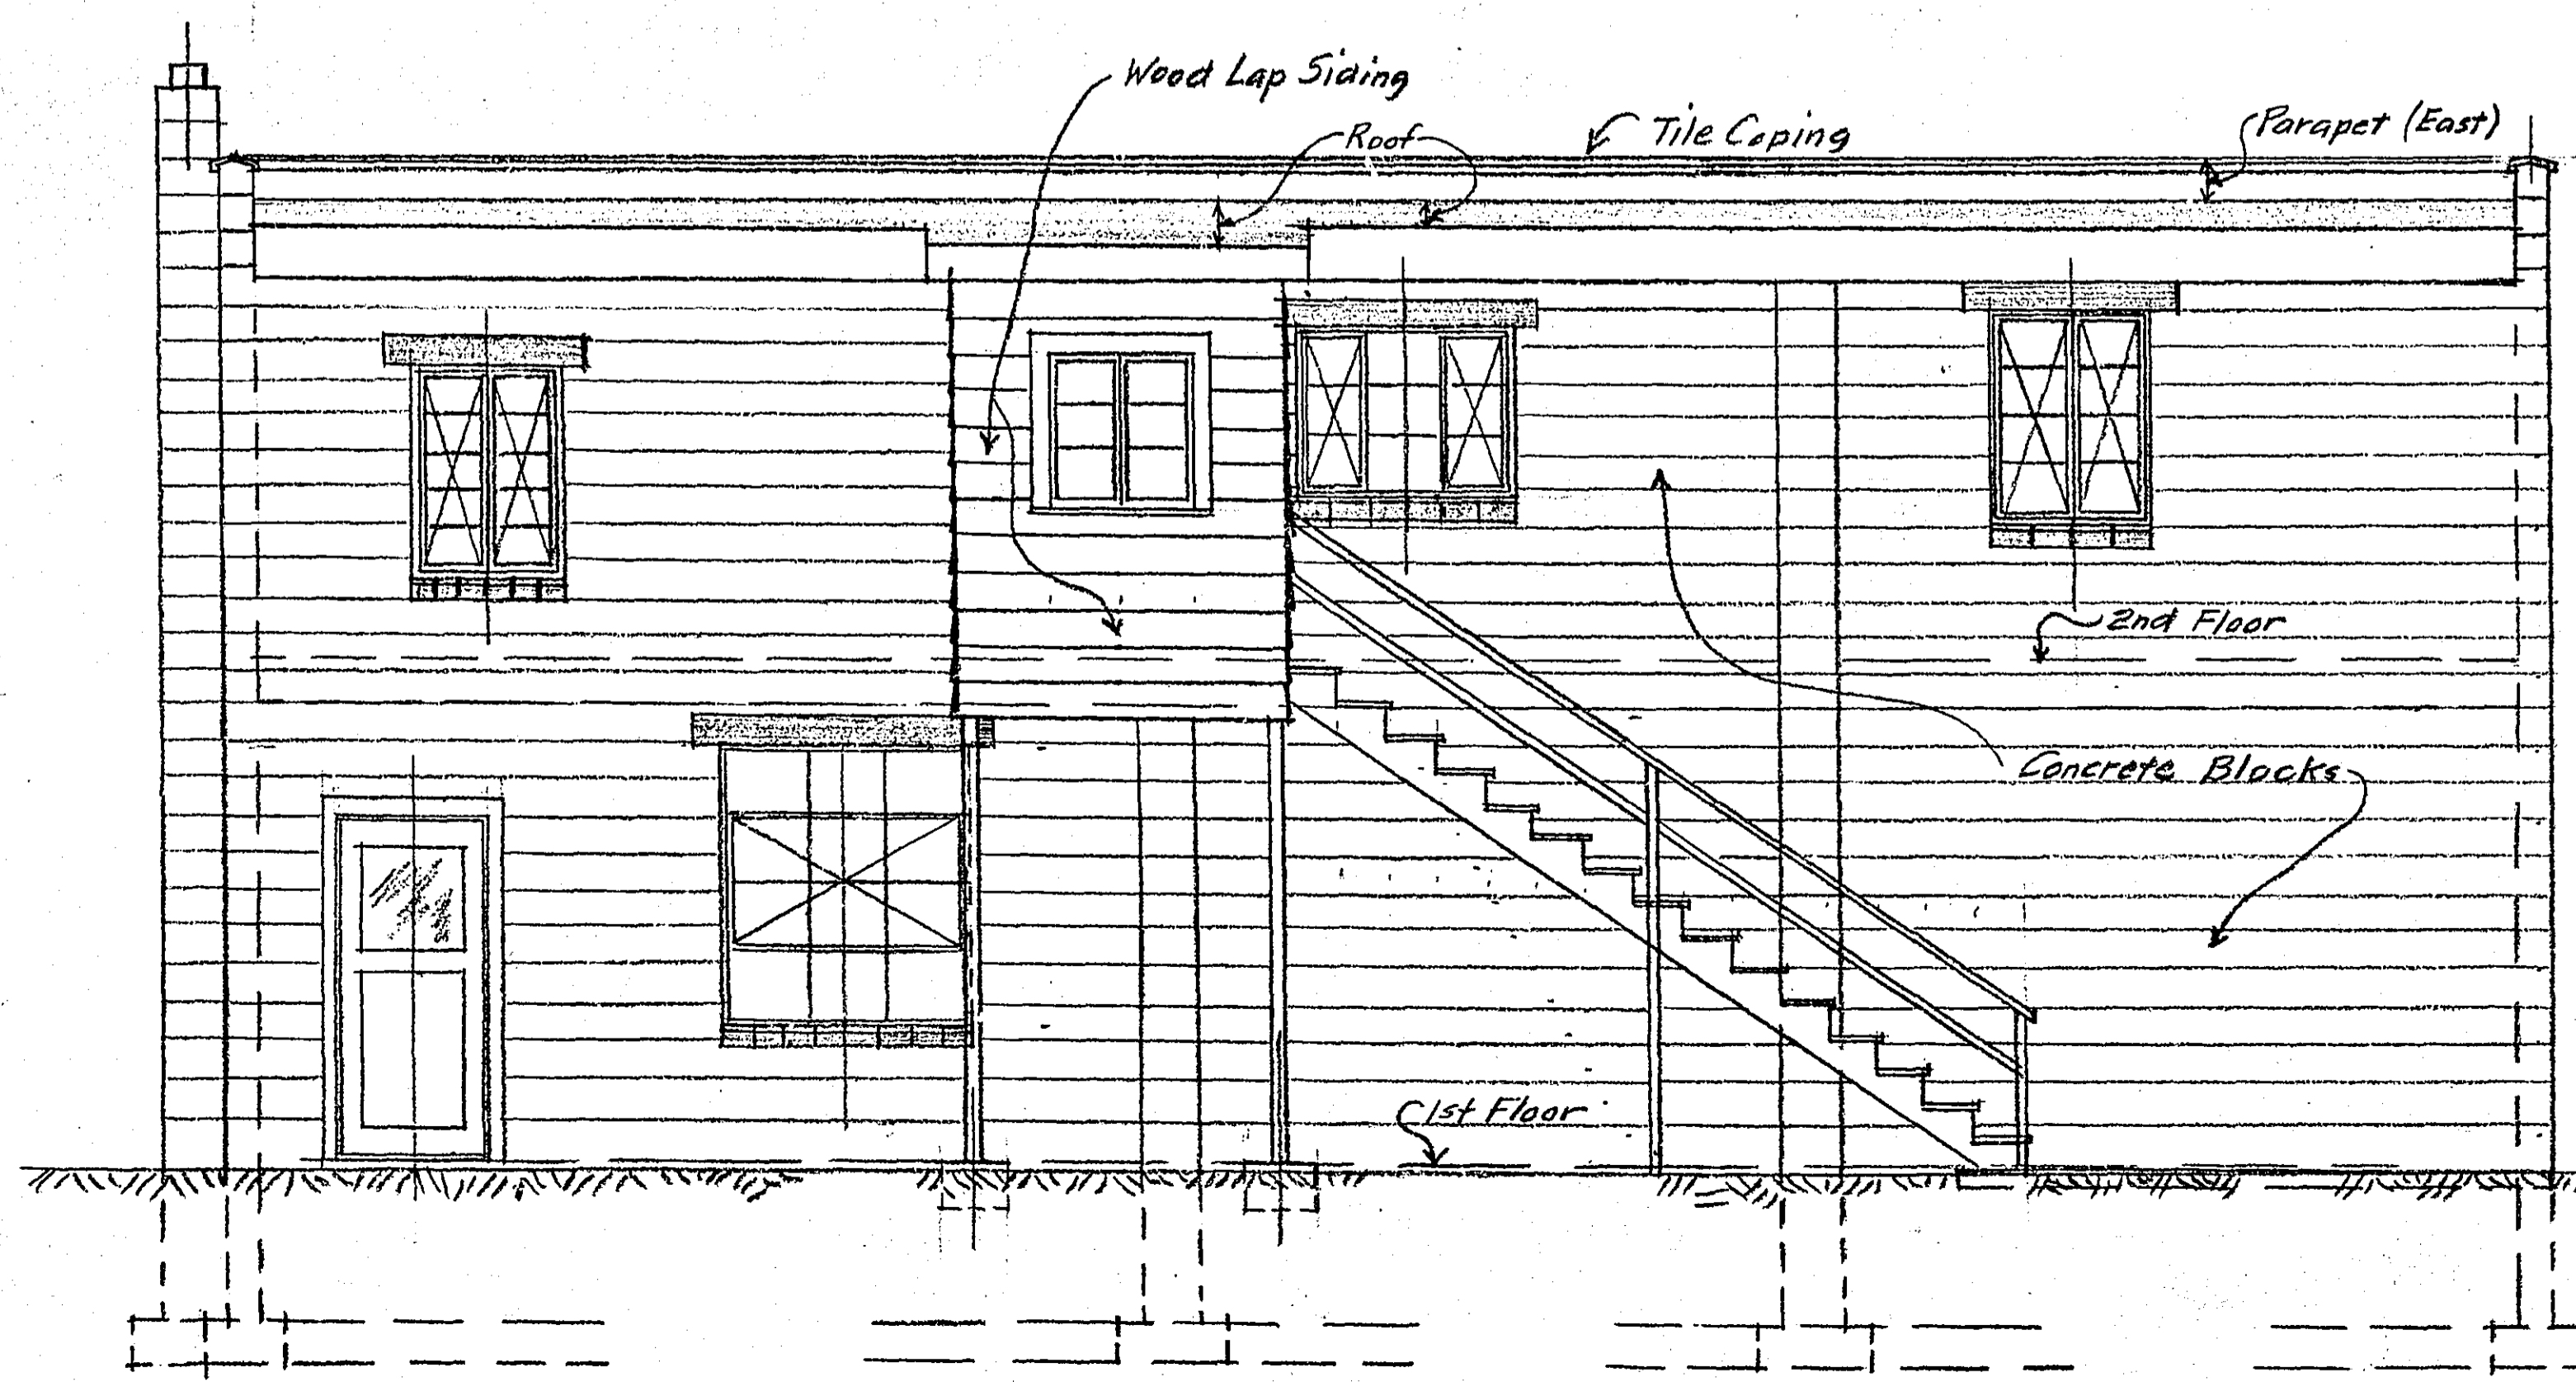 Wood Lap Siding
Roof
Tile Coping
Parapet (East)
2nd Floor
Concrete Blocks
1st Floor